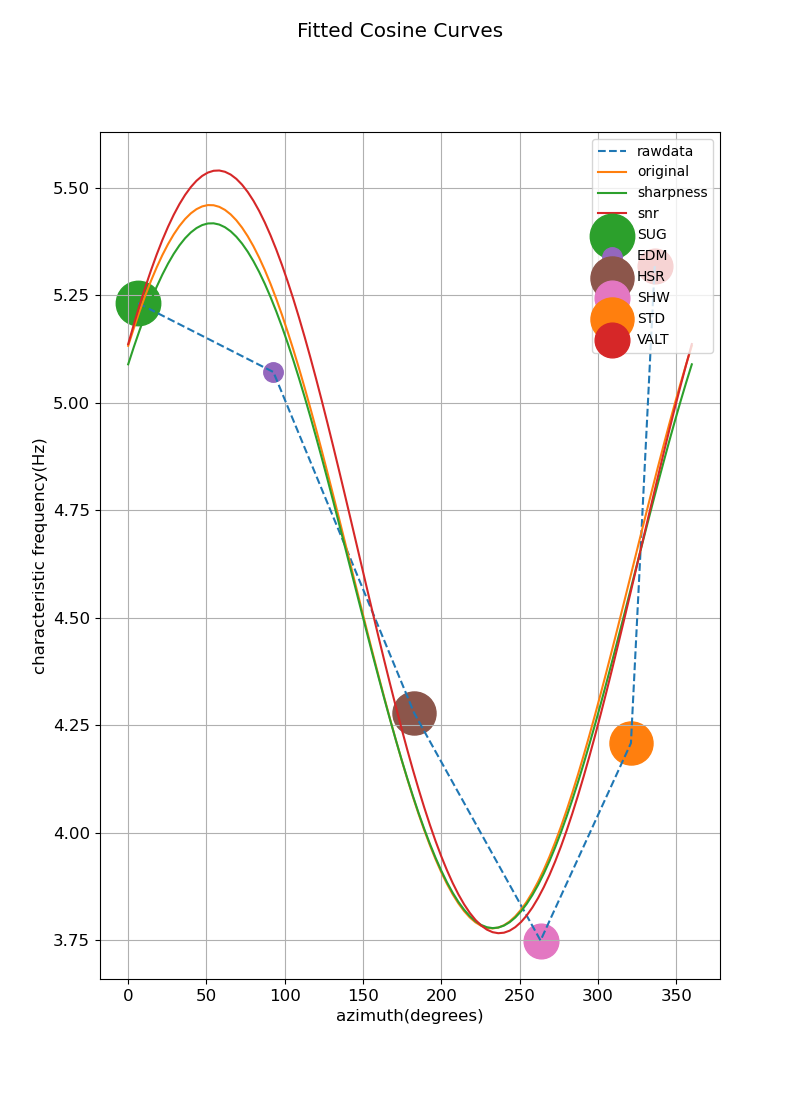 Fitted Cosine Curves
rawdata
original
sharpness
snr
SUG
EDM
HSR
SHW
STD
VALT
5.50
5.25
5.00
4.75
4.50
4.25
4.00
3.75
characteristic frequency(Hz)
0 50 100 150 200 250 300 350
azimuth(degrees)